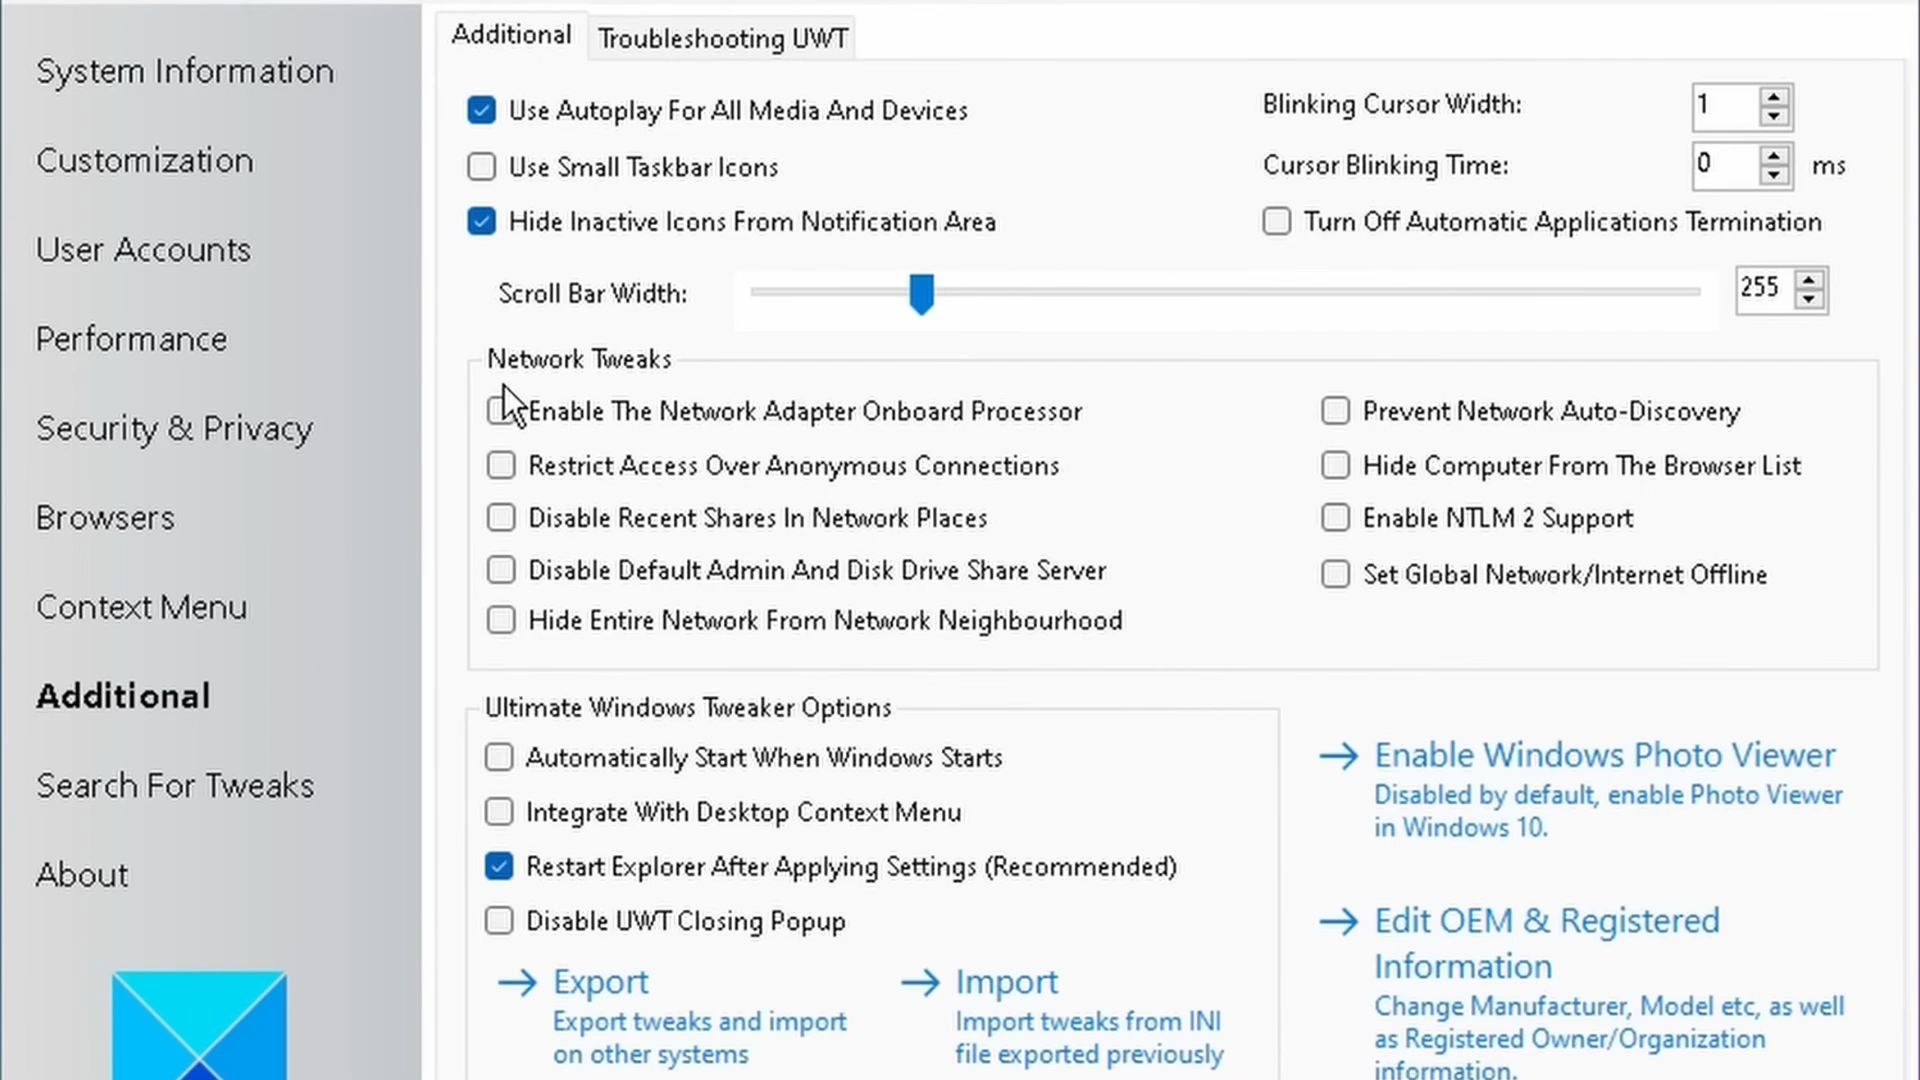 System Information
Customization
User Accounts
Performance
Security & Privacy
Browsers
Context Menu
Additional
Search For Tweaks
About
Additional
Troubleshooting UWT
Use Autoplay For All Media And Devices
Use Small Taskbar Icons
Hide Inactive Icons From Notification Area
Blinking Cursor Width:
1
Cursor Blinking Time:
0
ms
Turn Off Automatic Applications Termination
Scroll Bar Width:
255
Network Tweaks
Enable The Network Adapter Onboard Processor
Restrict Access Over Anonymous Connections
Disable Recent Shares In Network Places
Disable Default Admin And Disk Drive Share Server
Hide Entire Network From Network Neighbourhood
Prevent Network Auto-Discovery
Hide Computer From The Browser List
Enable NTLM 2 Support
Set Global Network/Internet Offline
Ultimate Windows Tweaker Options
Automatically Start When Windows Starts
Integrate With Desktop Context Menu
Restart Explorer After Applying Settings (Recommended)
Disable UWT Closing Popup
Export
Export tweaks and import
on other systems
Import
Import tweaks from INI
file exported previously
Enable Windows Photo Viewer
Disabled by default, enable Photo Viewer
in Windows 10.
Edit OEM & Registered
Information
Change Manufacturer, Model etc, as well
as Registered Owner/Organization
information.